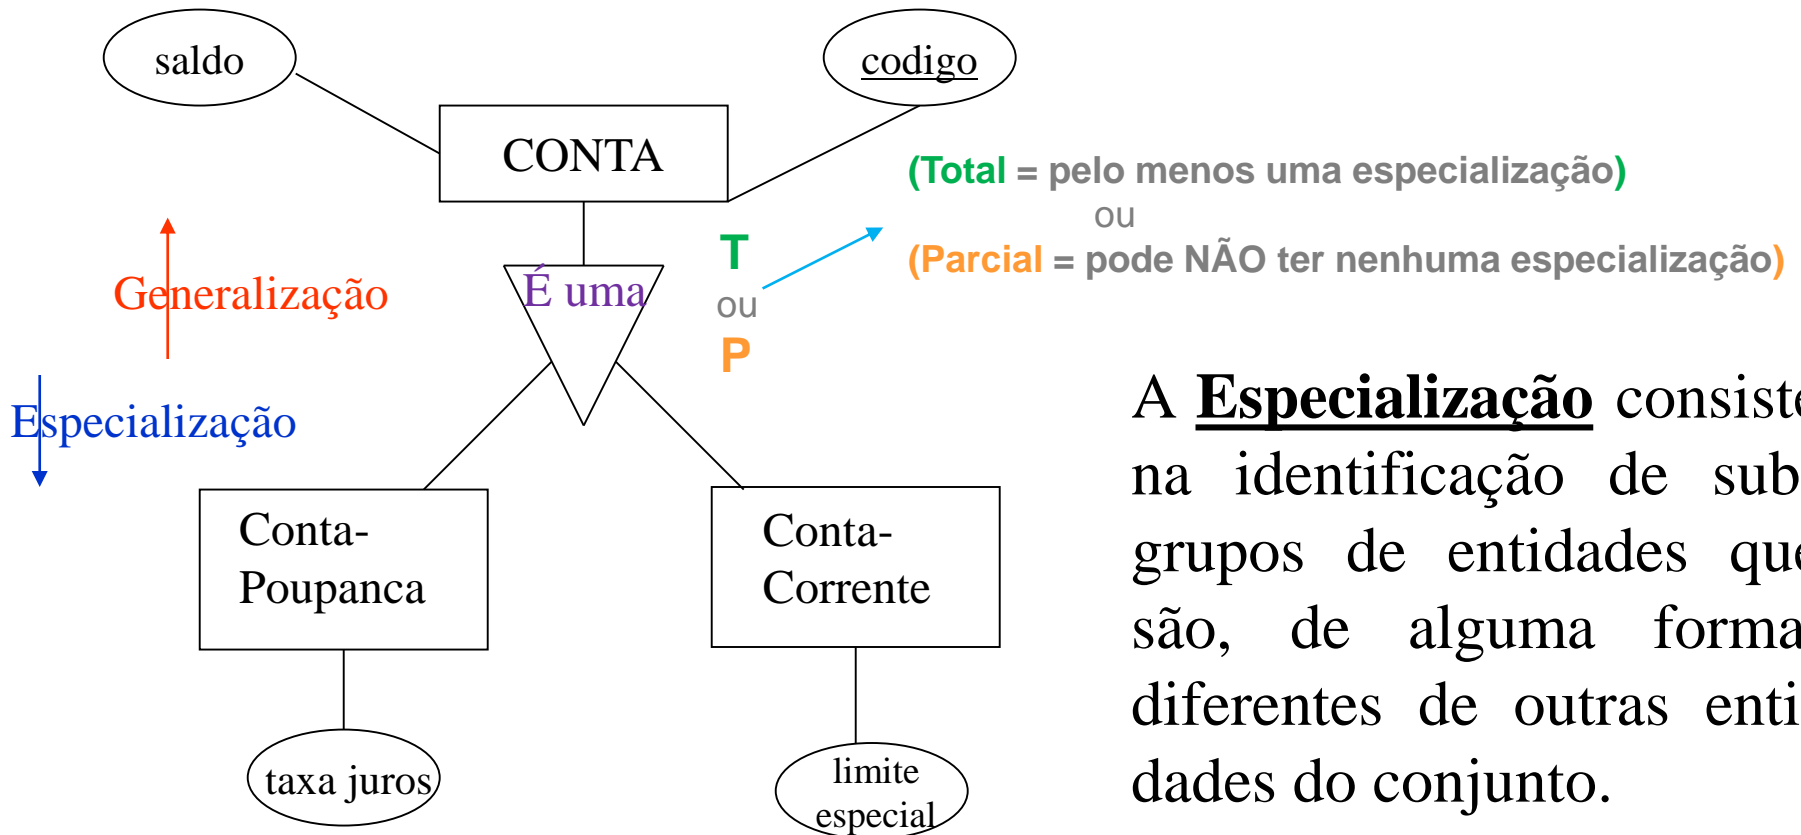 saldo
codigo
CONTA
(Total = pelo menos uma especialização)
ou
(Parcial = pode NÃO ter nenhuma especialização)
T
ou
P
É uma
Generalização
Especialização
Conta-
Poupanca
Conta-
Corrente
taxa juros
limite
especial
A Especialização consiste
na identificação de sub
grupos de entidades que
são, de alguma forma
diferentes de outras enti
dades do conjunto.